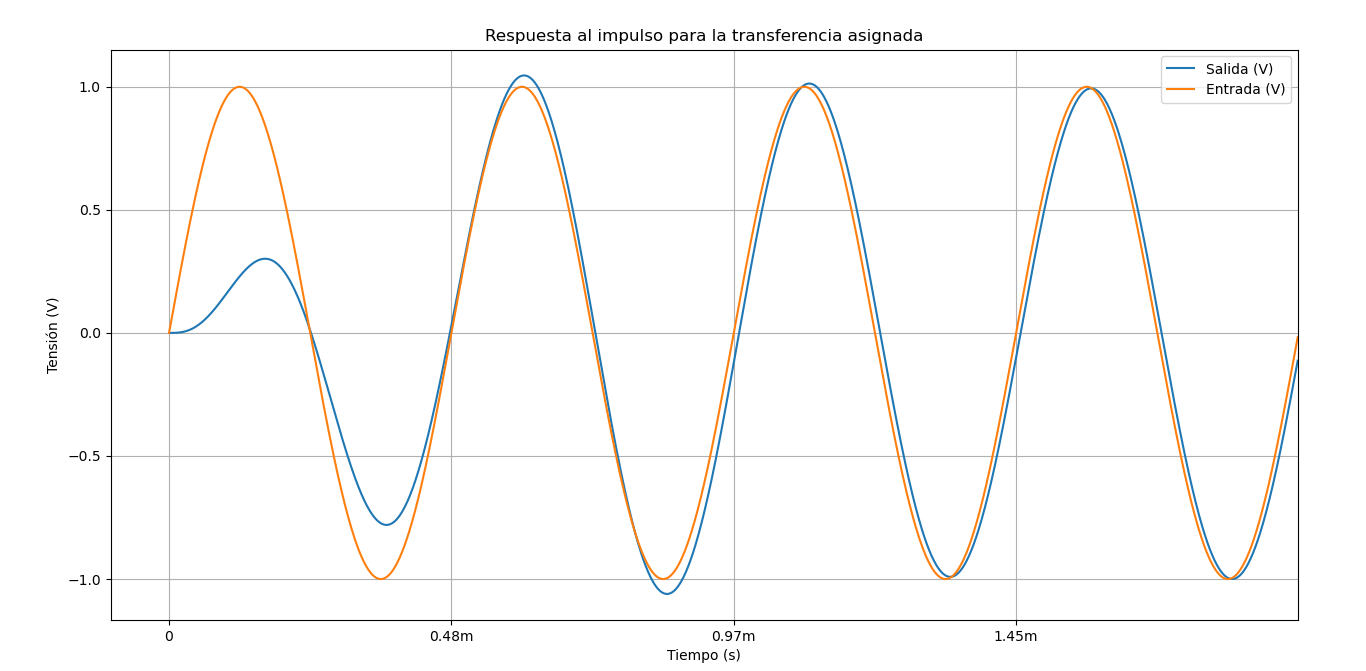 Respuesta al impulso para la transferencia asignada
Salida (V)
Entrada (V)
1.0
0.5
0.0
−0.5
−1.0
Tensión (V)
0
0.48m
0.97m
1.45m
Tiempo (s)